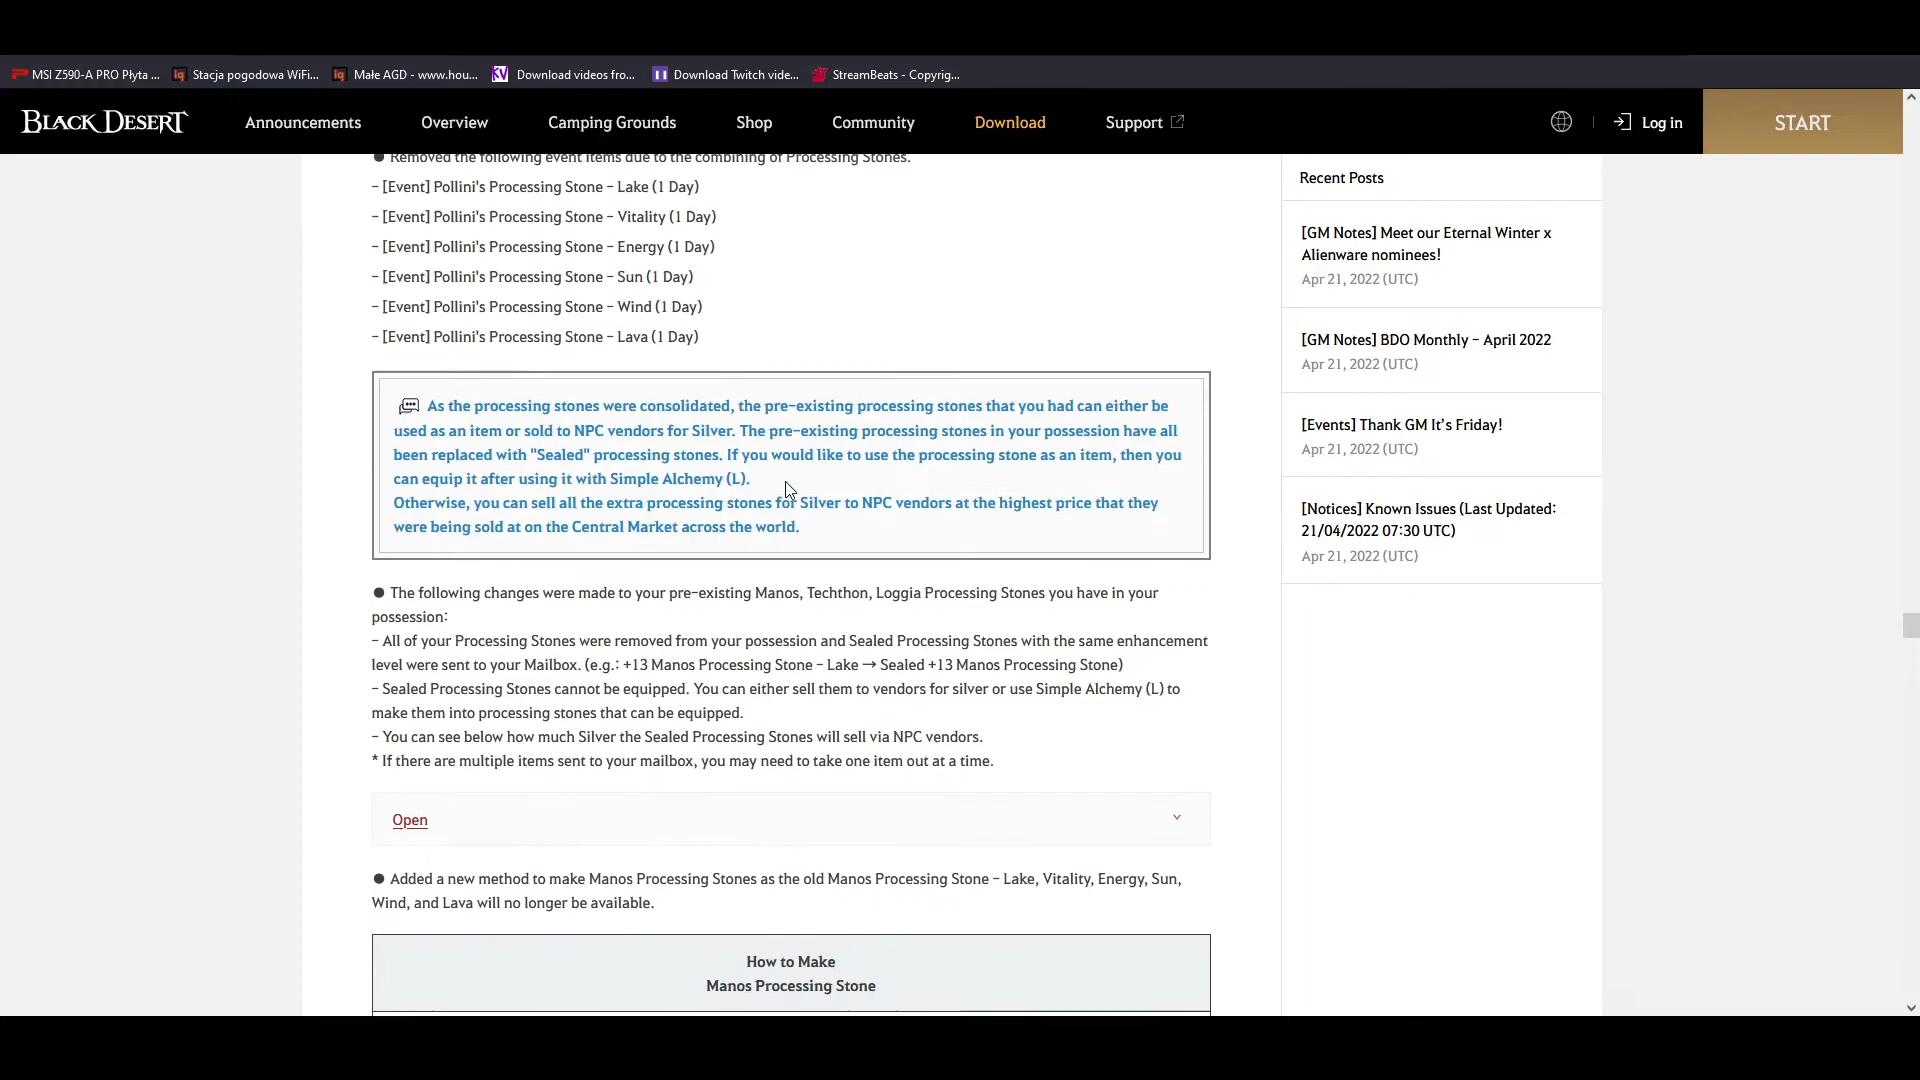 MSI Z590-A PRO Płyta ...
Stacja pogodowa WiFi...
Małe AGD - www.hou...
KV Download videos fro...
Download Twitch vide...
StreamBeats - Copyrig...
BLACK DESERT
Announcements
Overview
Camping Grounds
Shop
Community
Download
Support
Log in
START
● Removed the following event items due to the combining of Processing Stones.
- [Event] Pollini's Processing Stone - Lake (1 Day)
- [Event] Pollini's Processing Stone - Vitality (1 Day)
- [Event] Pollini's Processing Stone - Energy (1 Day)
- [Event] Pollini's Processing Stone - Sun (1 Day)
- [Event] Pollini's Processing Stone - Wind (1 Day)
- [Event] Pollini's Processing Stone - Lava (1 Day)
As the processing stones were consolidated, the pre-existing processing stones that you had can either be
used as an item or sold to NPC vendors for Silver. The pre-existing processing stones in your possession have all
been replaced with "Sealed" processing stones. If you would like to use the processing stone as an item, then you
can equip it after using it with Simple Alchemy (L).
Otherwise, you can sell all the extra processing stones for Silver to NPC vendors at the highest price that they
were being sold at on the Central Market across the world.
● The following changes were made to your pre-existing Manos, Techthon, Loggia Processing Stones you have in your
possession:
- All of your Processing Stones were removed from your possession and Sealed Processing Stones with the same enhancement
level were sent to your Mailbox. (e.g.: +13 Manos Processing Stone - Lake → Sealed +13 Manos Processing Stone)
- Sealed Processing Stones cannot be equipped. You can either sell them to vendors for silver or use Simple Alchemy (L) to
make them into processing stones that can be equipped.
- You can see below how much Silver the Sealed Processing Stones will sell via NPC vendors.
* If there are multiple items sent to your mailbox, you may need to take one item out at a time.
Open
● Added a new method to make Manos Processing Stones as the old Manos Processing Stone - Lake, Vitality, Energy, Sun,
Wind, and Lava will no longer be available.
How to Make
Manos Processing Stone
Recent Posts
[GM Notes] Meet our Eternal Winter x
Alienware nominees!
Apr 21, 2022 (UTC)
[GM Notes] BDO Monthly - April 2022
Apr 21, 2022 (UTC)
[Events] Thank GM It's Friday!
Apr 21, 2022 (UTC)
[Notices] Known Issues (Last Updated:
21/04/2022 07:30 UTC)
Apr 21, 2022 (UTC)